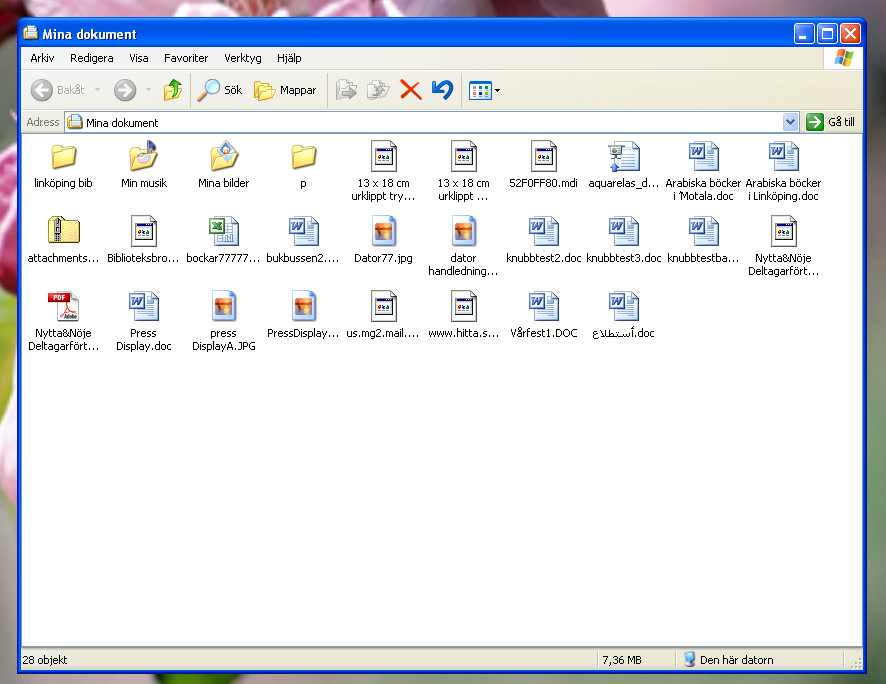 Mina dokument
Arkiv Redigera Visa Favoriter Verktyg Hjälp
Bakåt Sök Mappar
Adress Mina dokument Gå till
linköping bib
Min musik
Mina bilder
p
13 x 18 cm
urklippt try...
13 x 18 cm
urklippt ...
52F0FF80.mdi
aquarelas_d...
Arabiska böcker
i Motala.doc
Arabiska böcker
i Linköping.doc
attachments...
Biblioteksbro...
bockar77777...
bukbussen2....
Dator77.jpg
dator
handledning...
knubbtest2.doc
knubbtest3.doc
knubbtestba...
Nytta&Nöje
Deltagarfört...
PDF
Adobe
Nytta&Nöje
Deltagarfört...
Press
Display.doc
press
DisplayA.JPG
PressDisplay...
us.mg2.mail....
www.hitta.s...
Vårfest1.DOC
أستطلاع.doc
28 objekt 7,36 MB Den här datorn